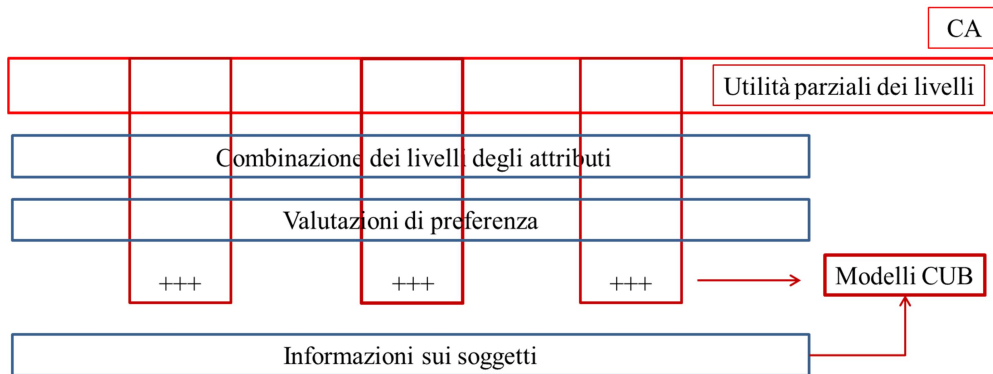 CA
Utilità parziali dei livelli
Combinazione dei livelli degli attributi
Valutazioni di preferenza
+++ +++ +++ Modelli CUB
Informazioni sui soggetti